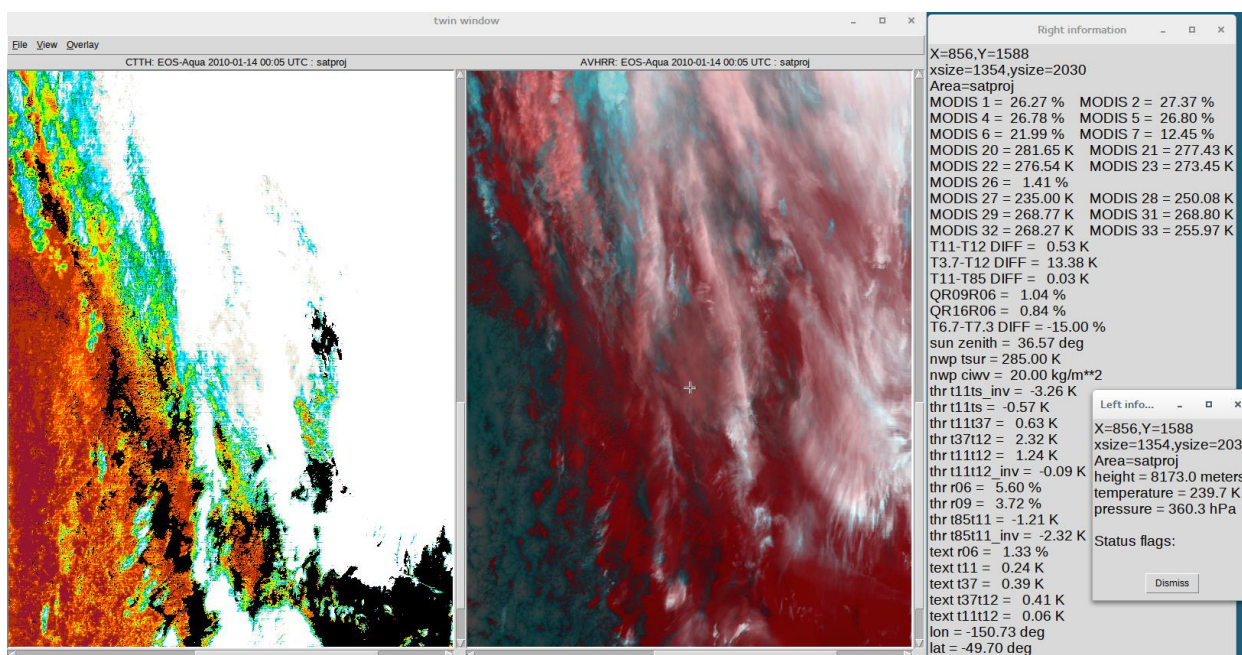 twin window
File View Overlay
CTTH: EOS-Aqua 2010-01-14 00:05 UTC : satproj
AVHRR: EOS-Aqua 2010-01-14 00:05 UTC : satproj
Right information
X=856,Y=1588
xsize=1354,ysize=2030
Area=satproj
MODIS 1 = 26.27 % MODIS 2 = 27.37 %
MODIS 4 = 26.78 % MODIS 5 = 26.80 %
MODIS 6 = 21.99 % MODIS 7 = 12.45 %
MODIS 20 = 281.65 K MODIS 21 = 277.43 K
MODIS 22 = 276.54 K MODIS 23 = 273.45 K
MODIS 26 = 1.41 %
MODIS 27 = 235.00 K MODIS 28 = 250.08 K
MODIS 29 = 268.77 K MODIS 31 = 268.80 K
MODIS 32 = 268.27 K MODIS 33 = 255.97 K
T11-T12 DIFF = 0.53 K
T3.7-T12 DIFF = 13.38 K
T11-T85 DIFF = 0.03 K
QR09R06 = 1.04 %
QR16R06 = 0.84 %
T6.7-T7.3 DIFF = -15.00 %
sun zenith = 36.57 deg
nwp tsur = 285.00 K
nwp ciwv = 20.00 kg/m**2
thr t11ts_inv = -3.26 K
thr t11ts = -0.57 K
thr t11t37 = 0.63 K
thr t37t12 = 2.32 K
thr t11t12 = 1.24 K
thr t11t12_inv = -0.09 K
thr r06 = 5.60 %
thr r09 = 3.72 %
thr t85t11 = -1.21 K
thr t85t11_inv = -2.32 K
text r06 = 1.33 %
text t11 = 0.24 K
text t37 = 0.39 K
text t37t12 = 0.41 K
text t11t12 = 0.06 K
lon = -150.73 deg
lat = -49.70 deg
Left info...
X=856,Y=1588
xsize=1354,ysize=203
Area=satproj
height = 8173.0 meters
temperature = 239.7 K
pressure = 360.3 hPa
Status flags:
Dismiss